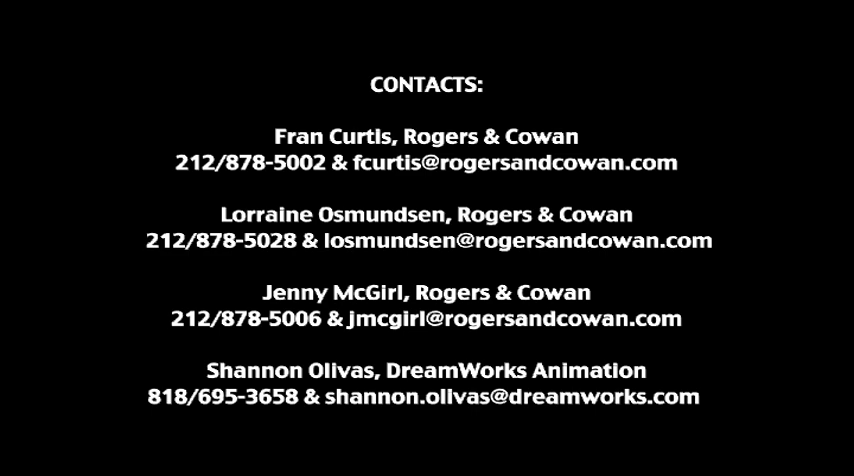 CONTACTS:
Fran Curtis, Rogers & Cowan
212/878-5002 & fcurtis@rogersandcowan.com
Lorraine Osmundsen, Rogers & Cowan
212/878-5028 & losmundsen@rogersandcowan.com
Jenny McGirl, Rogers & Cowan
212/878-5006 & jmcgirl@rogersandcowan.com
Shannon Olivas, DreamWorks Animation
818/695-3658 & shannon.olivas@dreamworks.com